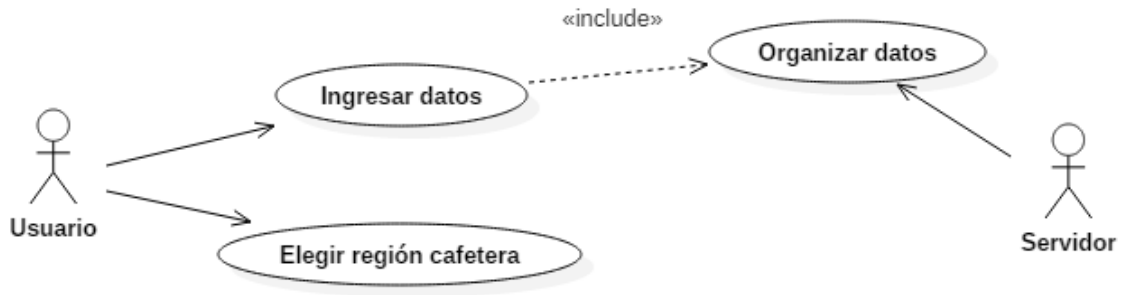 «include»
Organizar datos
Ingresar datos
Usuario
Servidor
Elegir región cafetera